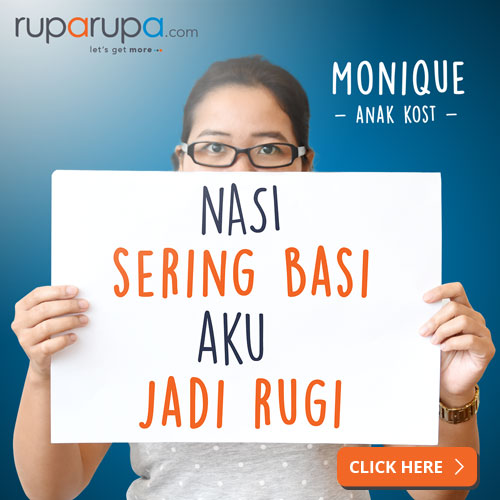 ruparupa.com
let's get more
MONIQUE
– ANAK KOST –
NASI
SERING BASI
AKU
JADI RUGI
CLICK HERE >